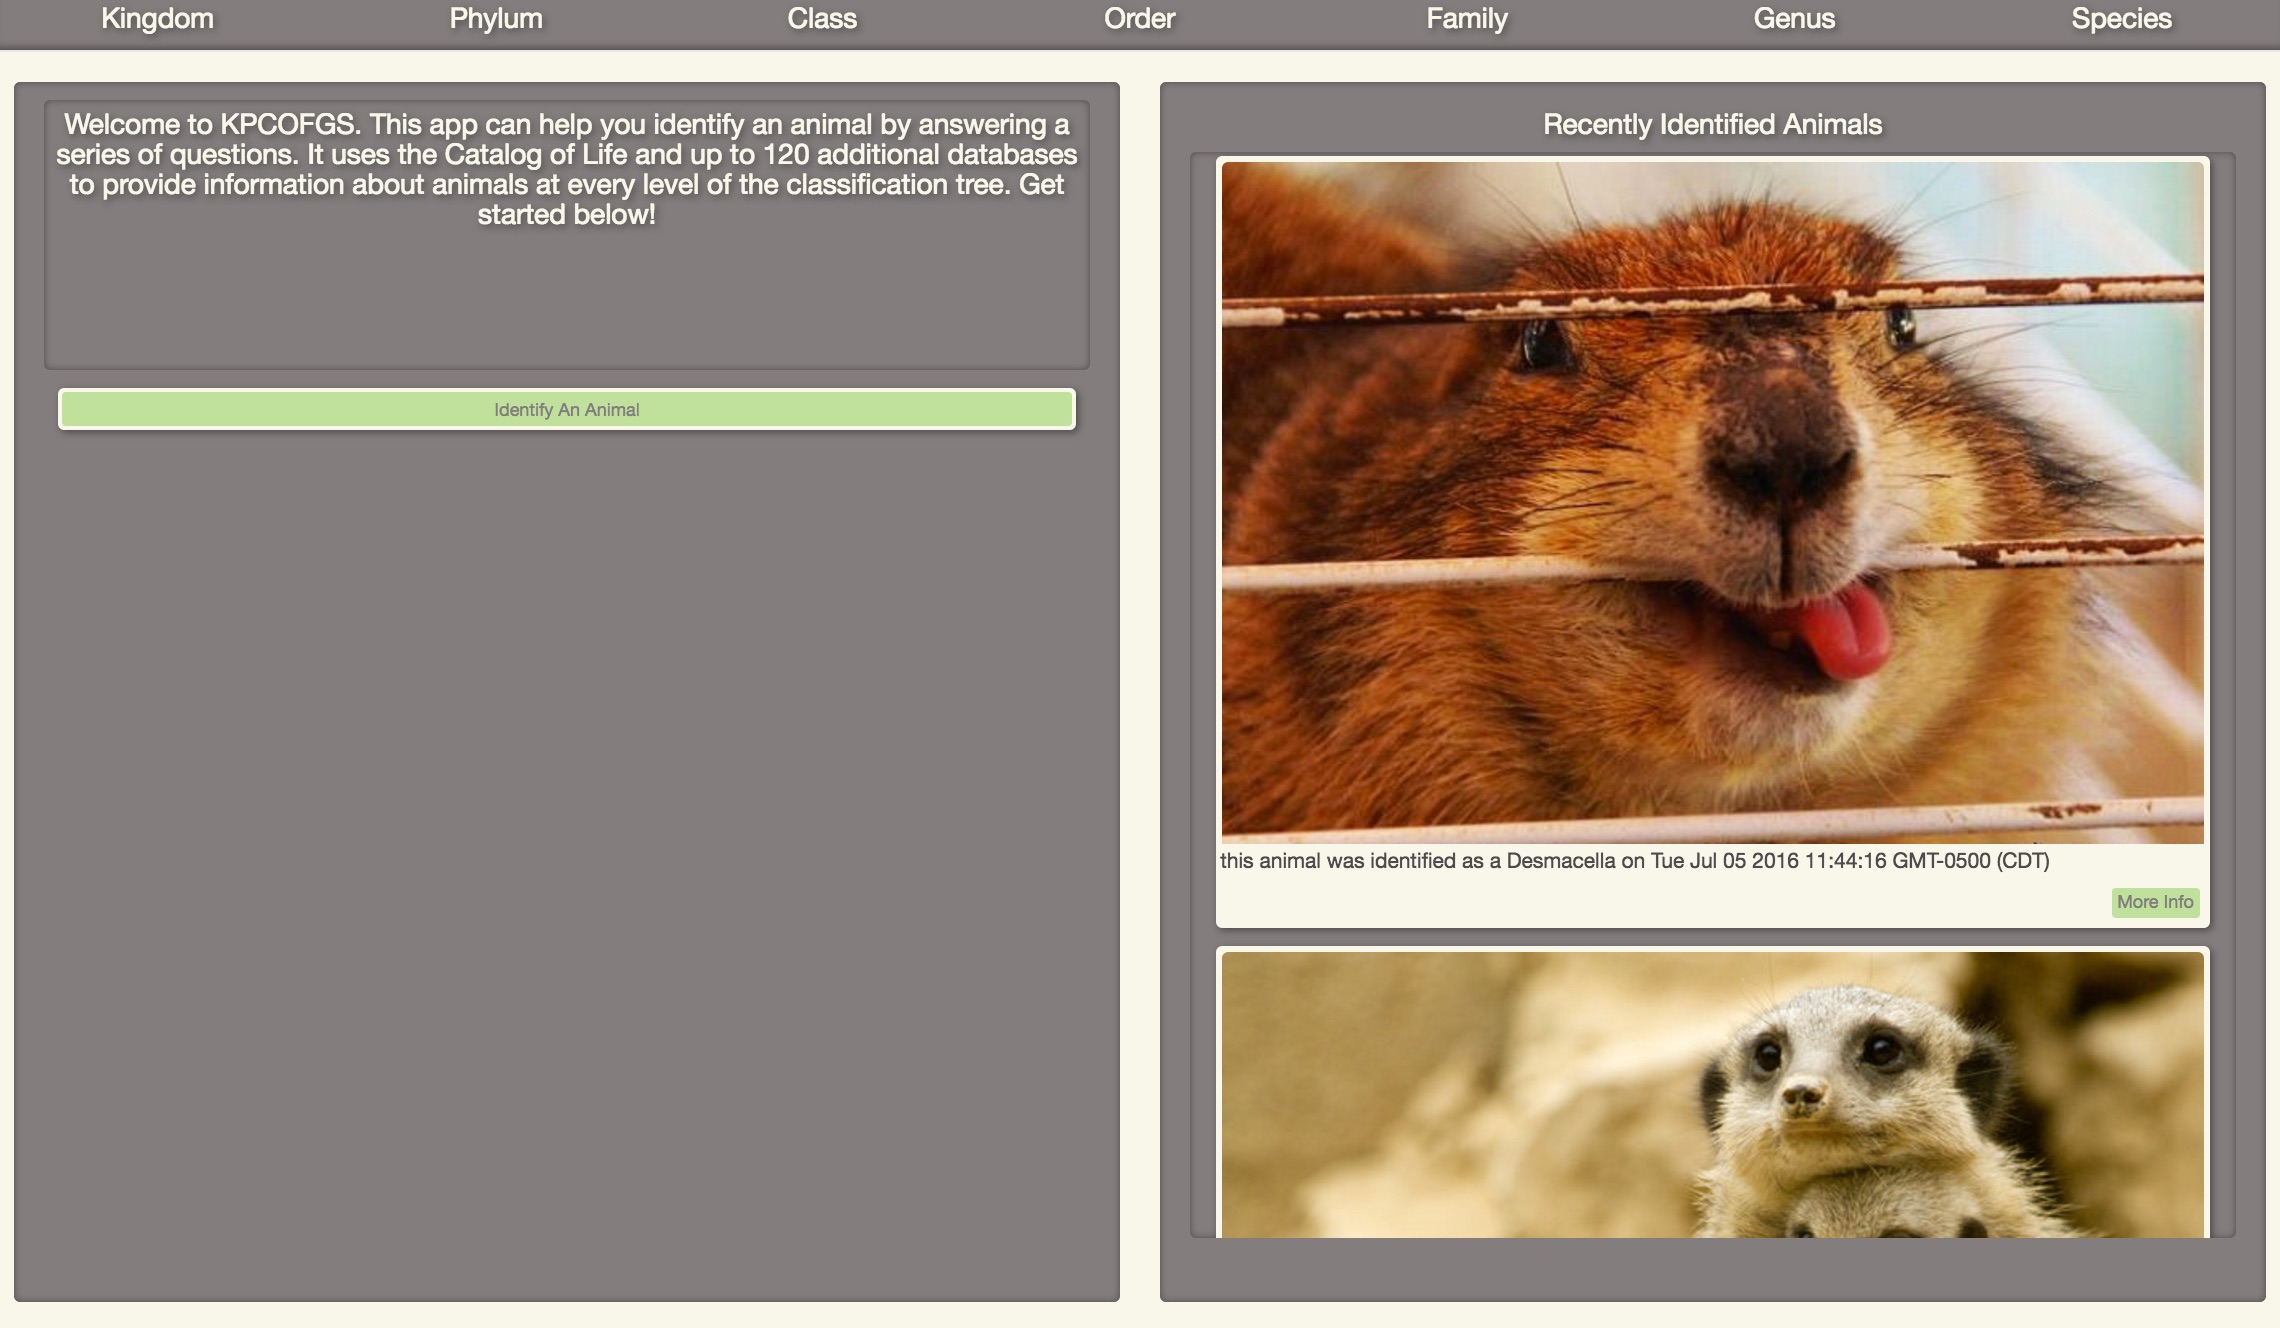 Kingdom Phylum Class Order Family Genus Species
Welcome to KPCOFGS. This app can help you identify an animal by answering a
series of questions. It uses the Catalog of Life and up to 120 additional databases
to provide information about animals at every level of the classification tree. Get
started below!
Identify An Animal
Recently Identified Animals
this animal was identified as a Desmacella on Tue Jul 05 2016 11:44:16 GMT-0500 (CDT)
More Info